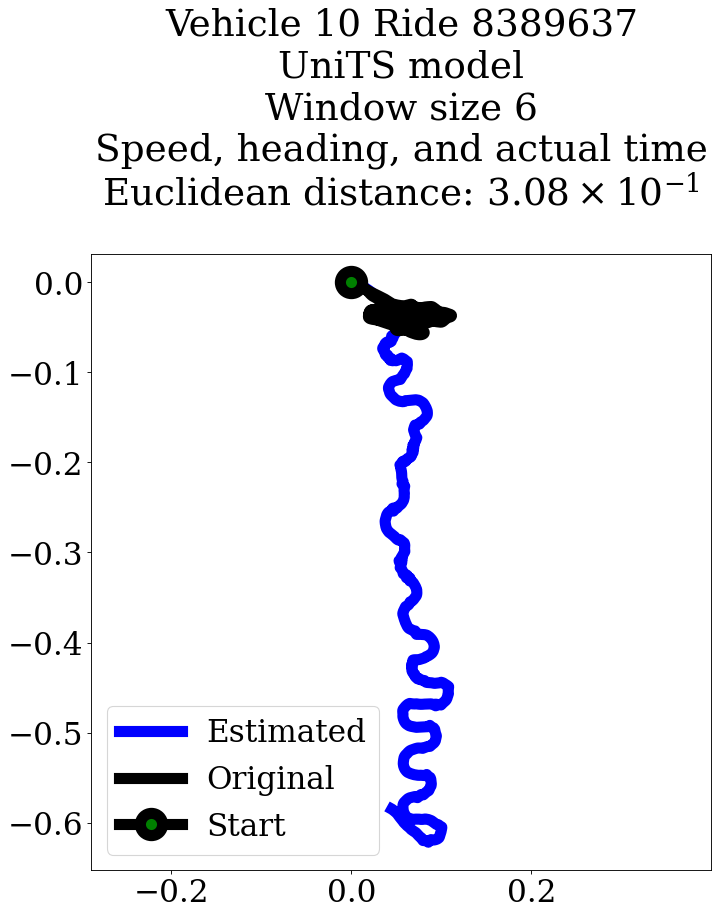 Vehicle 10 Ride 8389637
UniTS model
Window size 6
Speed, heading, and actual time
Euclidean distance: 3.08 × 10⁻¹
0.0
−0.1
−0.2
−0.3
−0.4
−0.5
−0.6
Estimated
Original
Start
−0.2 0.0 0.2